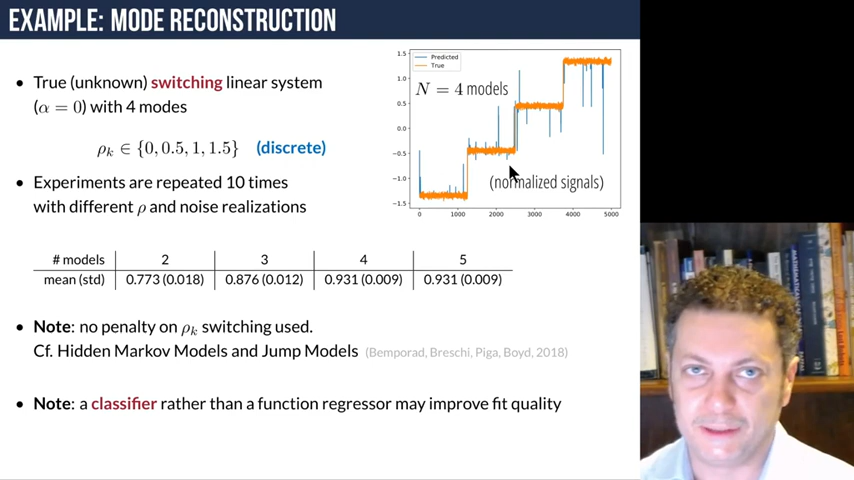 EXAMPLE: MODE RECONSTRUCTION
• True (unknown) switching linear system
(α = 0) with 4 modes
ρk ∈ {0, 0.5, 1, 1.5} (discrete)
• Experiments are repeated 10 times
with different ρ and noise realizations
1.5
1.0
0.5
0.0
−0.5
−1.0
−1.5
Predicted
True
N = 4 models
(normalized signals)
0 1000 2000 3000 4000 5000
# models 2 3 4 5
mean (std) 0.773 (0.018) 0.876 (0.012) 0.931 (0.009) 0.931 (0.009)
• Note: no penalty on ρk switching used.
Cf. Hidden Markov Models and Jump Models (Bemporad, Breschi, Piga, Boyd, 2018)
• Note: a classifier rather than a function regressor may improve fit quality